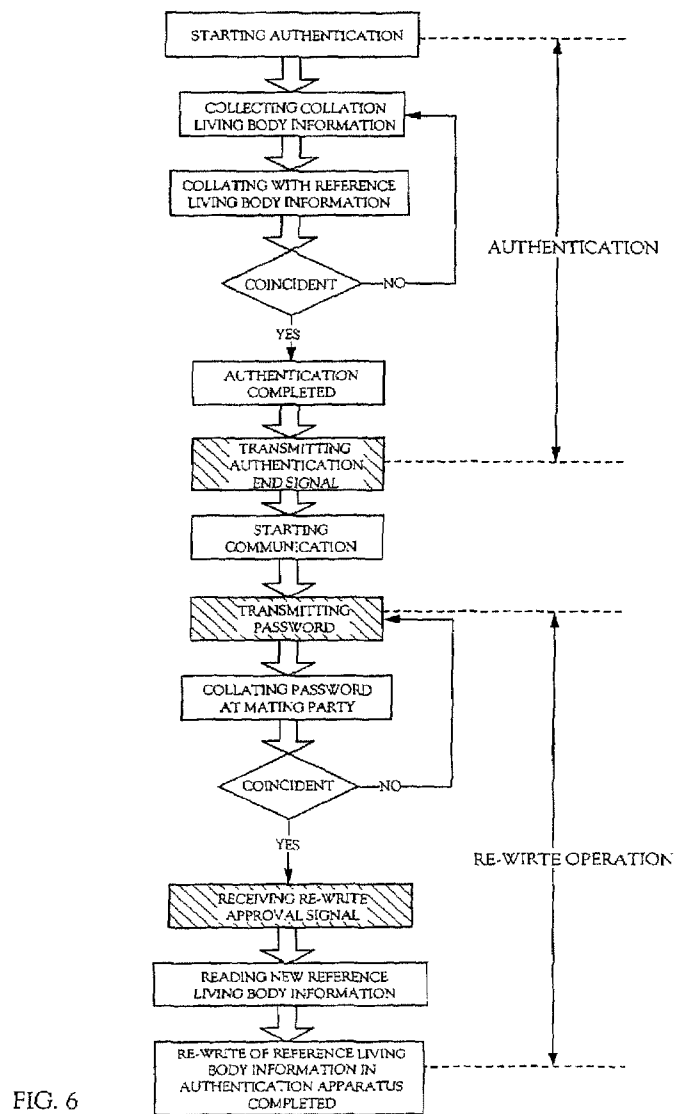 STARTING AUTHENTICATION
COLLECTING COLLATION
LIVING BODY INFORMATION
COLLATING WITH REFERENCE
LIVING BODY INFORMATION
AUTHENTICATION
COINCIDENT
NO
YES
AUTHENTICATION
COMPLETED
TRANSMITTING
AUTHENTICATION
END SIGNAL
STARTING
COMMUNICATION
TRANSMITTING
PASSWORD
COLLATING PASSWORD
AT MATING PARTY
COINCIDENT
NO
YES
RE-WIRTE OPERATION
RECEIVING RE-WRITE
APPROVAL SIGNAL
READING NEW REFERENCE
LIVING BODY INFORMATION
RE-WRITE OF REFERENCE LIVING
BODY INFORMATION IN
AUTHENTICATION APPARATUS
COMPLETED
FIG. 6